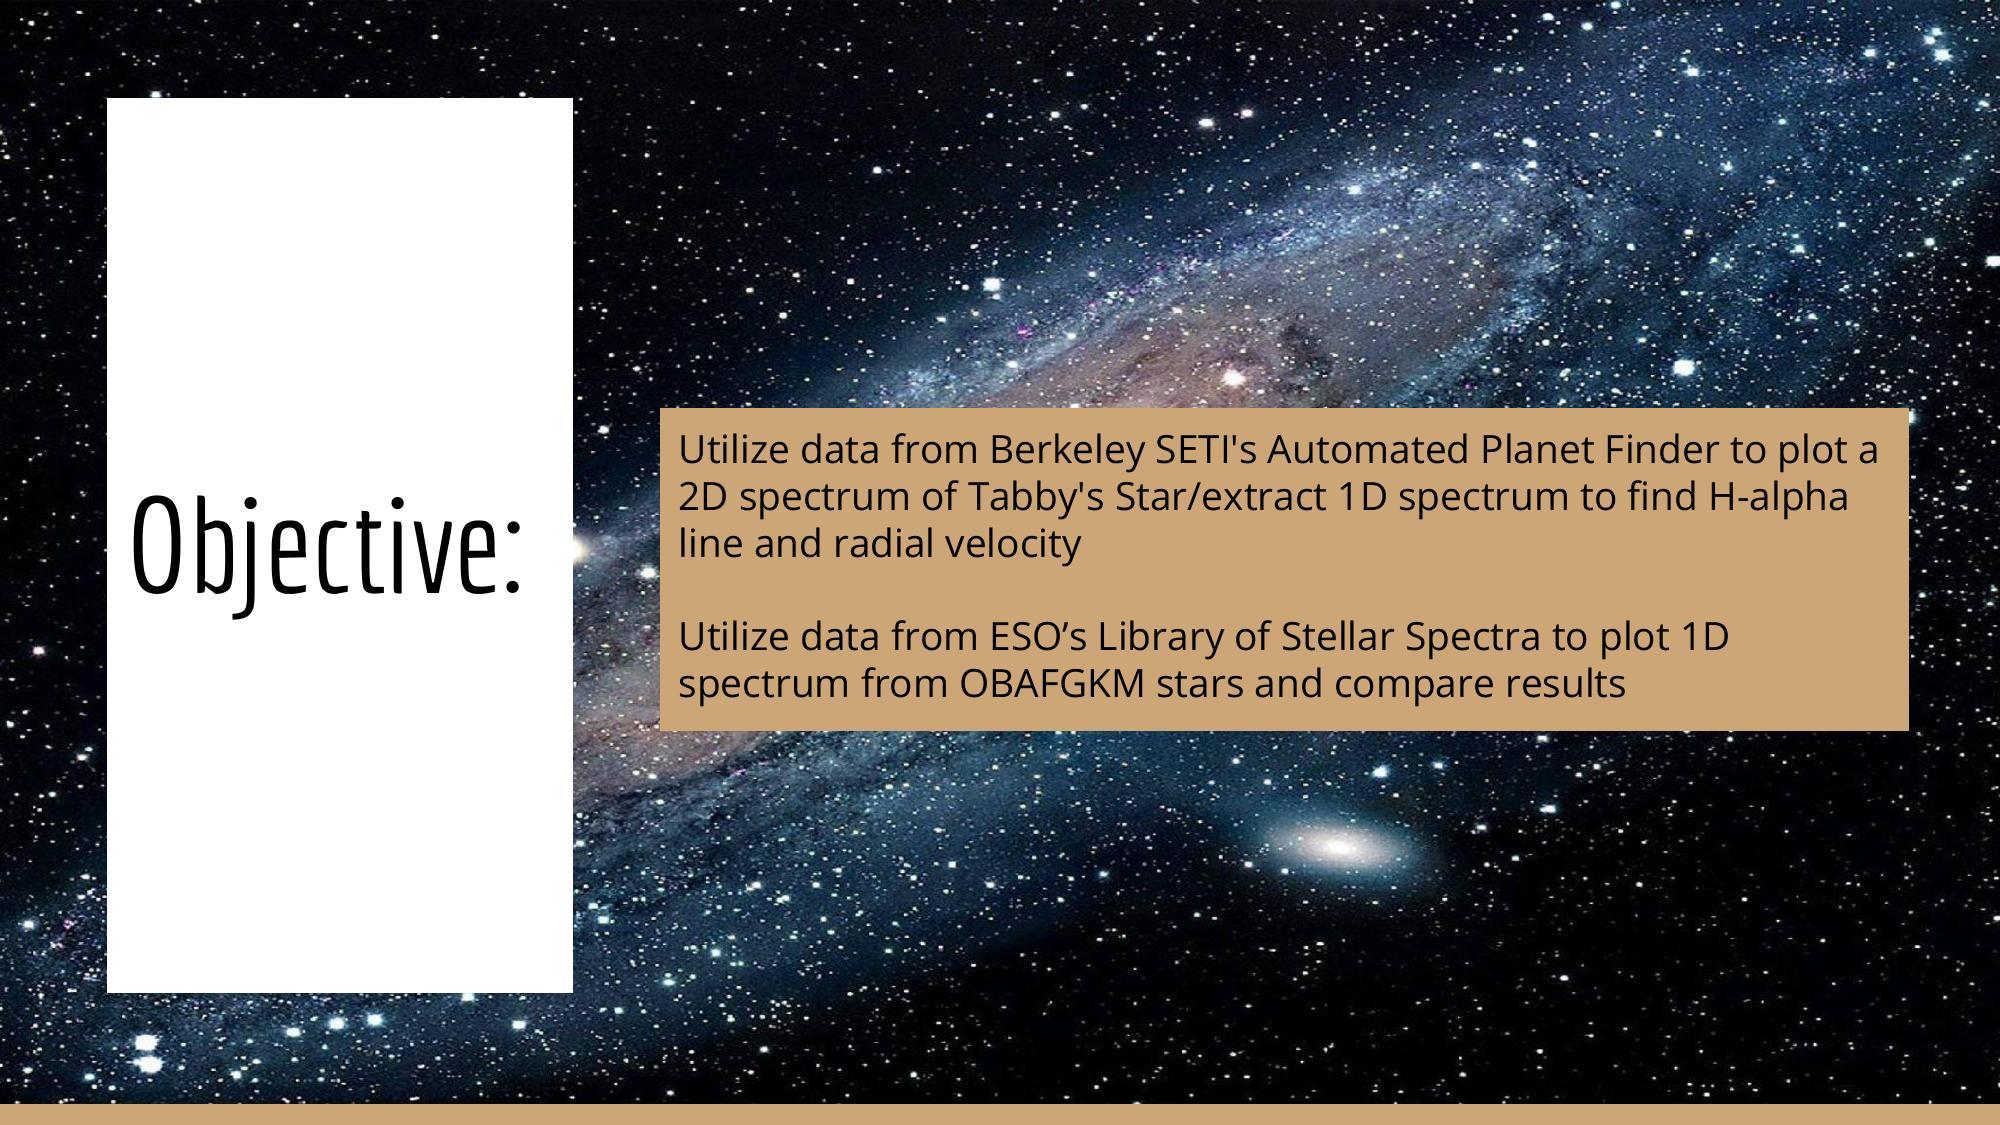 Objective:
Utilize data from Berkeley SETI's Automated Planet Finder to plot a
2D spectrum of Tabby's Star/extract 1D spectrum to find H-alpha
line and radial velocity
Utilize data from ESO’s Library of Stellar Spectra to plot 1D
spectrum from OBAFGKM stars and compare results